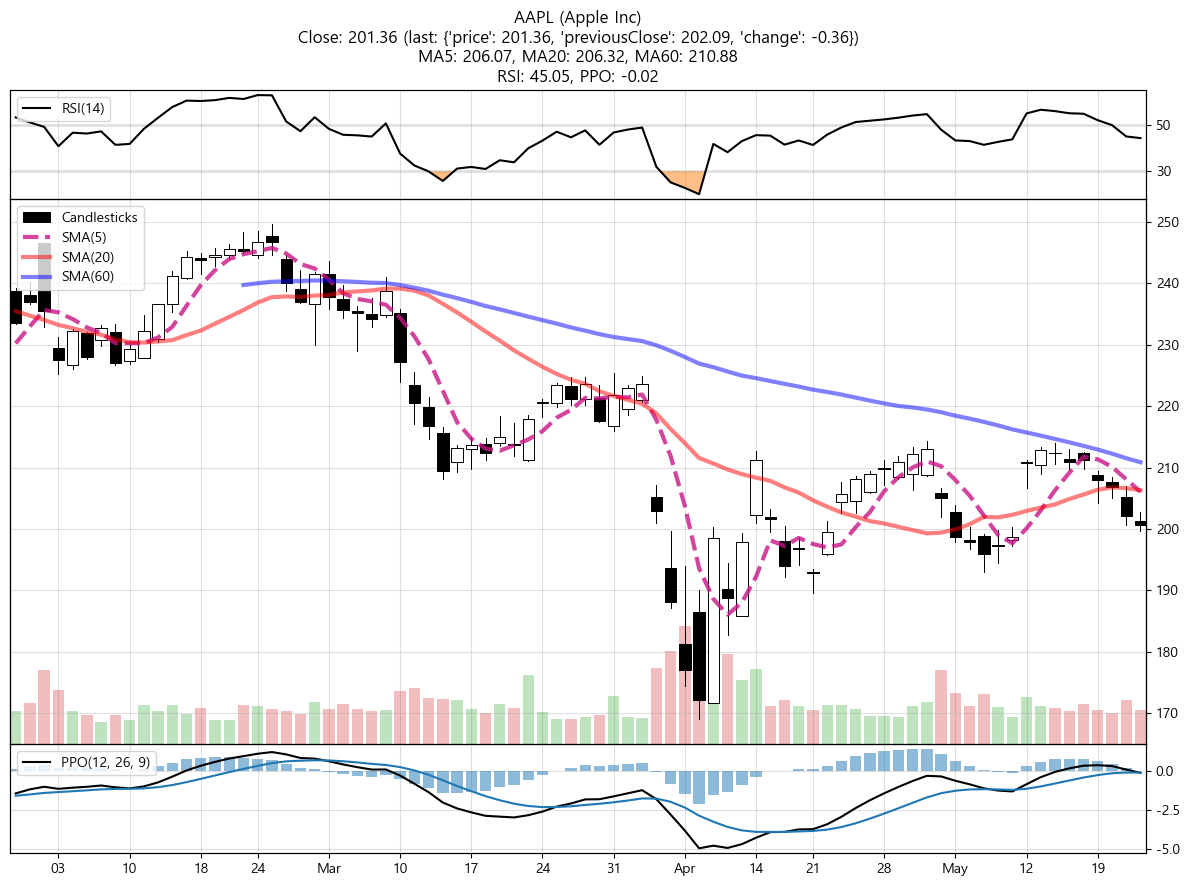 AAPL (Apple Inc)
Close: 201.36 (last: {'price': 201.36, 'previousClose': 202.09, 'change': -0.36})
MA5: 206.07, MA20: 206.32, MA60: 210.88
RSI: 45.05, PPO: -0.02
RSI(14)
50
30
Candlesticks
SMA(5)
SMA(20)
SMA(60)
250
240
230
220
210
200
190
180
170
PPO(12, 26, 9)
0.0
-2.5
-5.0
03 10 18 24 Mar 10 17 24 31 Apr 14 21 28 May 12 19